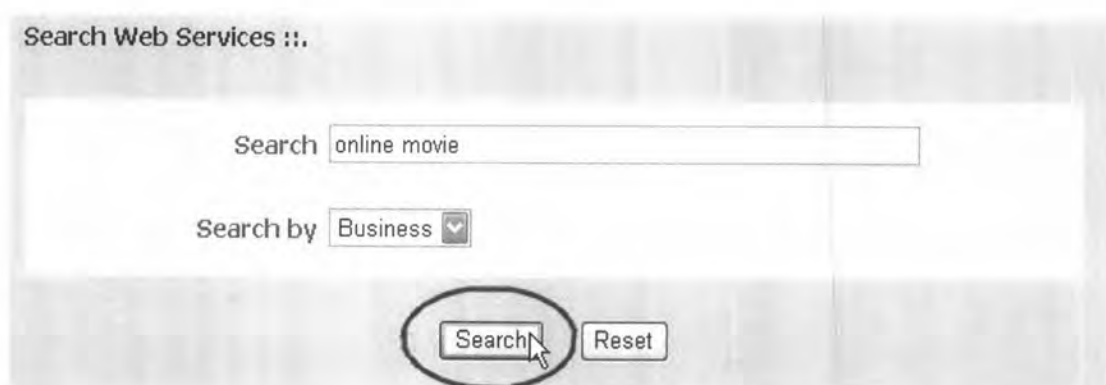 Search Web Services ::.
Search online movie
Search by Business
Search Reset